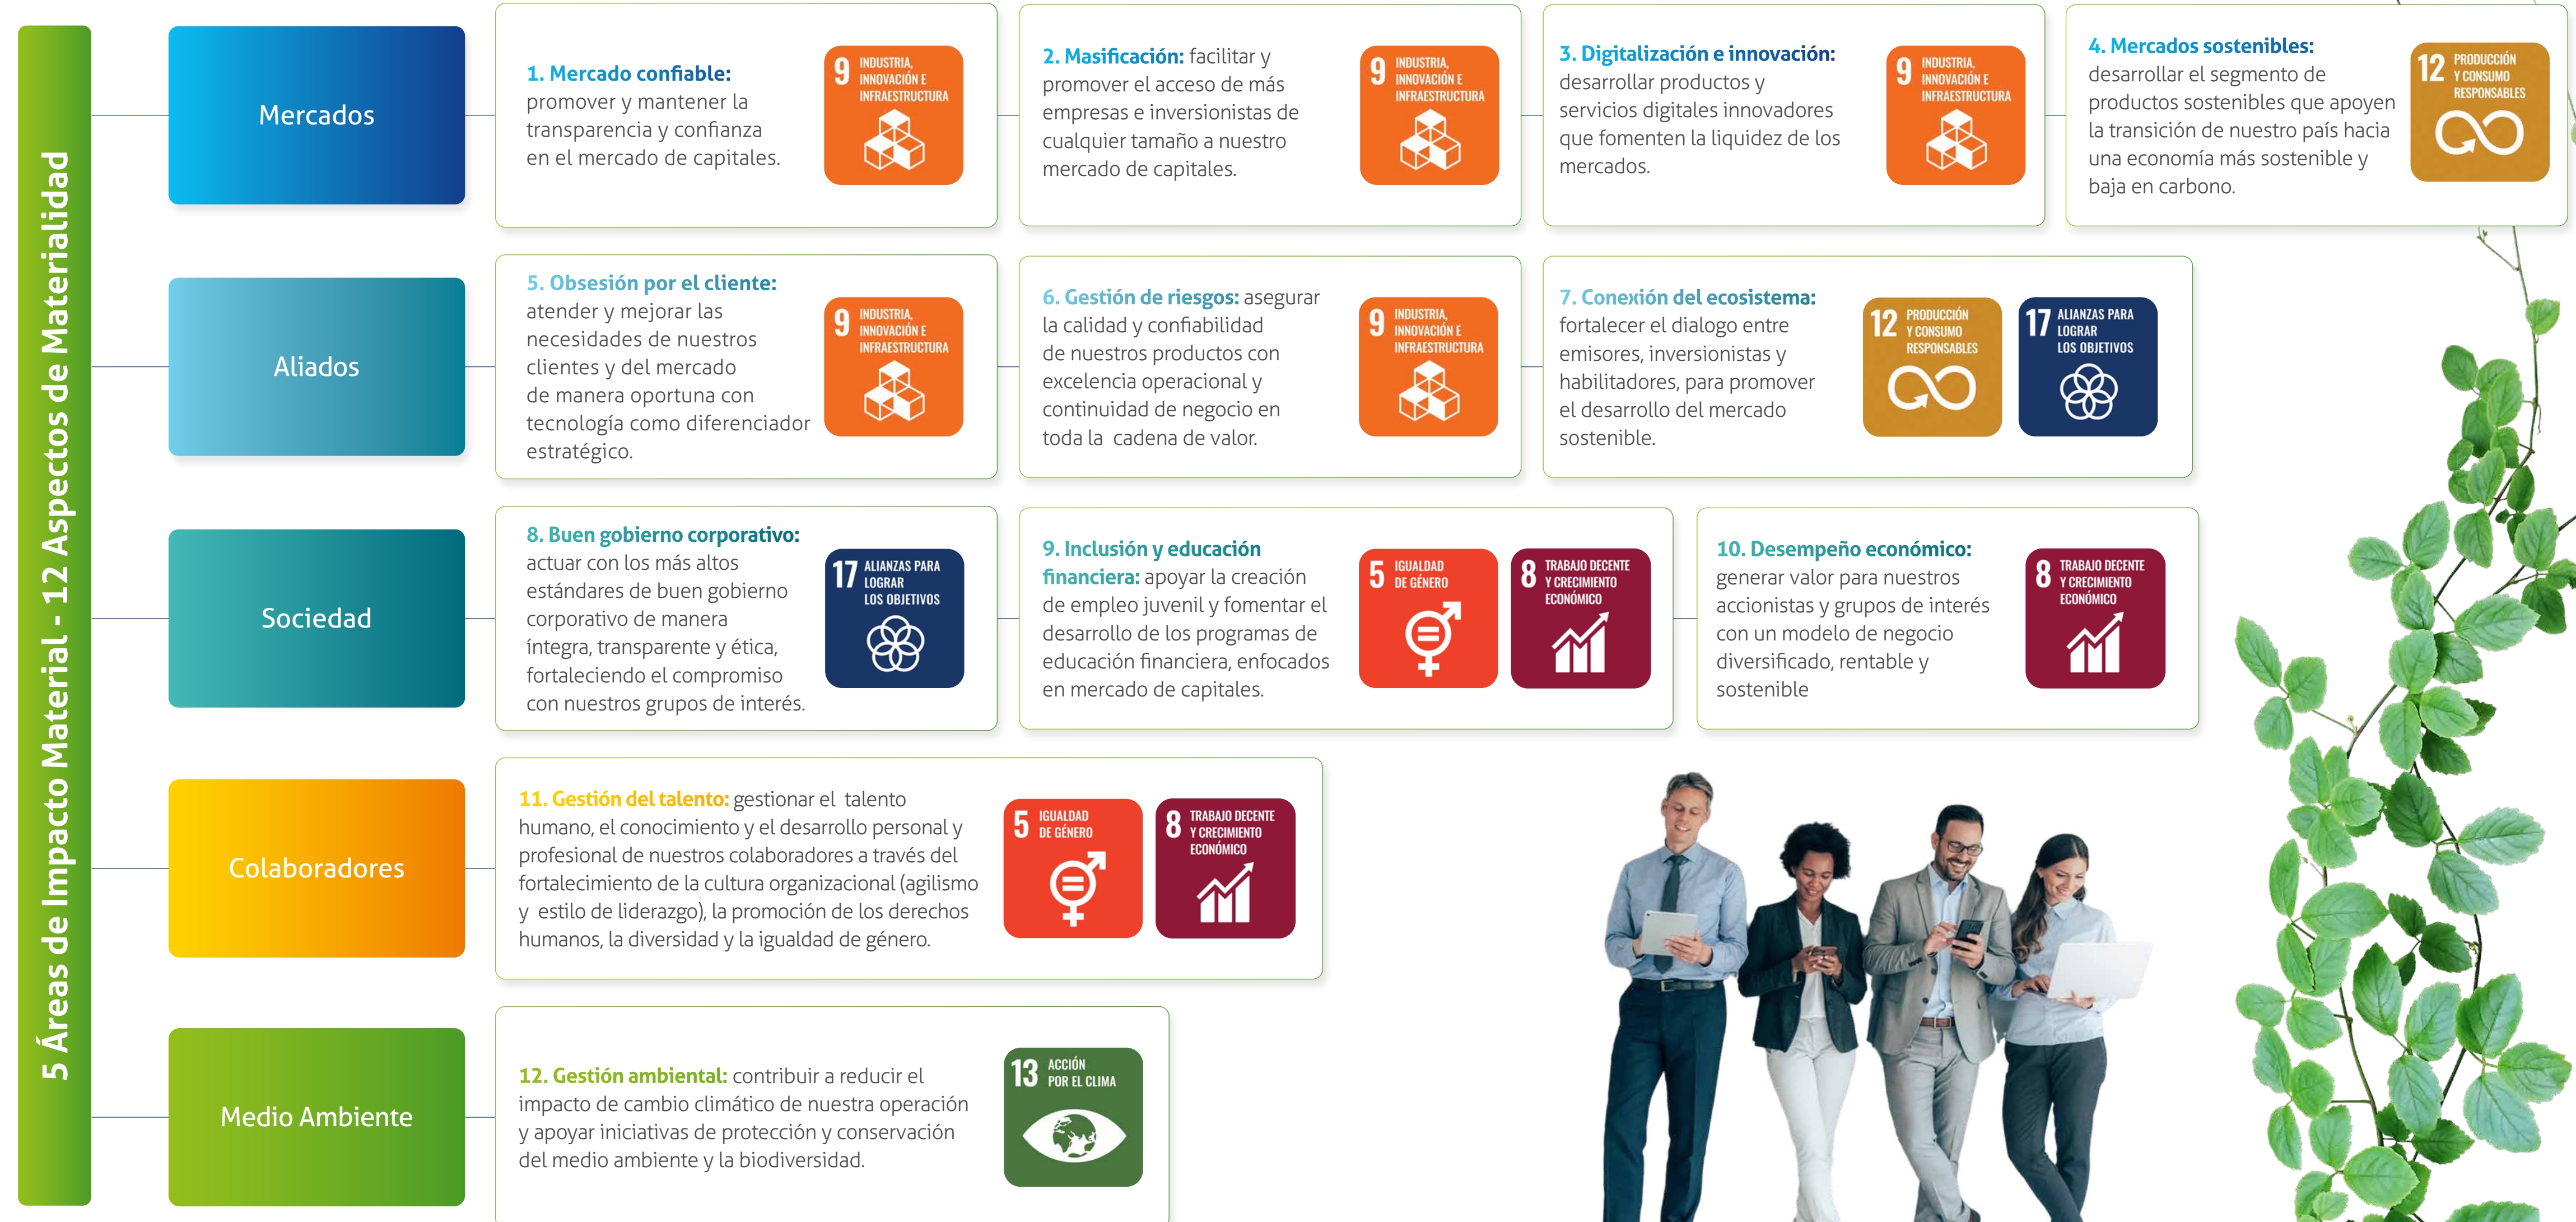 5 Áreas de Impacto Material - 12 Aspectos de Materialidad
Mercados
1. Mercado confiable:
promover y mantener la
transparencia y confianza
en el mercado de capitales.
9 INDUSTRIA,
INNOVACIÓN E
INFRAESTRUCTURA
2. Masificación: facilitar y
promover el acceso de más
empresas e inversionistas de
cualquier tamaño a nuestro
mercado de capitales.
9 INDUSTRIA,
INNOVACIÓN E
INFRAESTRUCTURA
3. Digitalización e innovación:
desarrollar productos y
servicios digitales innovadores
que fomenten la liquidez de los
mercados.
9 INDUSTRIA,
INNOVACIÓN E
INFRAESTRUCTURA
4. Mercados sostenibles:
desarrollar el segmento de
productos sostenibles que apoyen
la transición de nuestro país hacia
una economía más sostenible y
baja en carbono.
12 PRODUCCIÓN
Y CONSUMO
RESPONSABLES
Aliados
5. Obsesión por el cliente:
atender y mejorar las
necesidades de nuestros
clientes y del mercado
de manera oportuna con
tecnología como diferenciador
estratégico.
9 INDUSTRIA,
INNOVACIÓN E
INFRAESTRUCTURA
6. Gestión de riesgos: asegurar
la calidad y confiabilidad
de nuestros productos con
excelencia operacional y
continuidad de negocio en
toda la cadena de valor.
9 INDUSTRIA,
INNOVACIÓN E
INFRAESTRUCTURA
7. Conexión del ecosistema:
fortalecer el dialogo entre
emisores, inversionistas y
habilitadores, para promover
el desarrollo del mercado
sostenible.
12 PRODUCCIÓN
Y CONSUMO
RESPONSABLES
17 ALIANZAS PARA
LOGRAR
LOS OBJETIVOS
Sociedad
8. Buen gobierno corporativo:
actuar con los más altos
estándares de buen gobierno
corporativo de manera
íntegra, transparente y ética,
fortaleciendo el compromiso
con nuestros grupos de interés.
17 ALIANZAS PARA
LOGRAR
LOS OBJETIVOS
9. Inclusión y educación
financiera: apoyar la creación
de empleo juvenil y fomentar el
desarrollo de los programas de
educación financiera, enfocados
en mercado de capitales.
5 IGUALDAD
DE GÉNERO
8 TRABAJO DECENTE
Y CRECIMIENTO
ECONÓMICO
10. Desempeño económico:
generar valor para nuestros
accionistas y grupos de interés
con un modelo de negocio
diversificado, rentable y
sostenible
8 TRABAJO DECENTE
Y CRECIMIENTO
ECONÓMICO
Colaboradores
11. Gestión del talento: gestionar el talento
humano, el conocimiento y el desarrollo personal y
profesional de nuestros colaboradores a través del
fortalecimiento de la cultura organizacional (agilismo
y estilo de liderazgo), la promoción de los derechos
humanos, la diversidad y la igualdad de género.
5 IGUALDAD
DE GÉNERO
8 TRABAJO DECENTE
Y CRECIMIENTO
ECONÓMICO
Medio Ambiente
12. Gestión ambiental: contribuir a reducir el
impacto de cambio climático de nuestra operación
y apoyar iniciativas de protección y conservación
del medio ambiente y la biodiversidad.
13 ACCIÓN
POR EL CLIMA